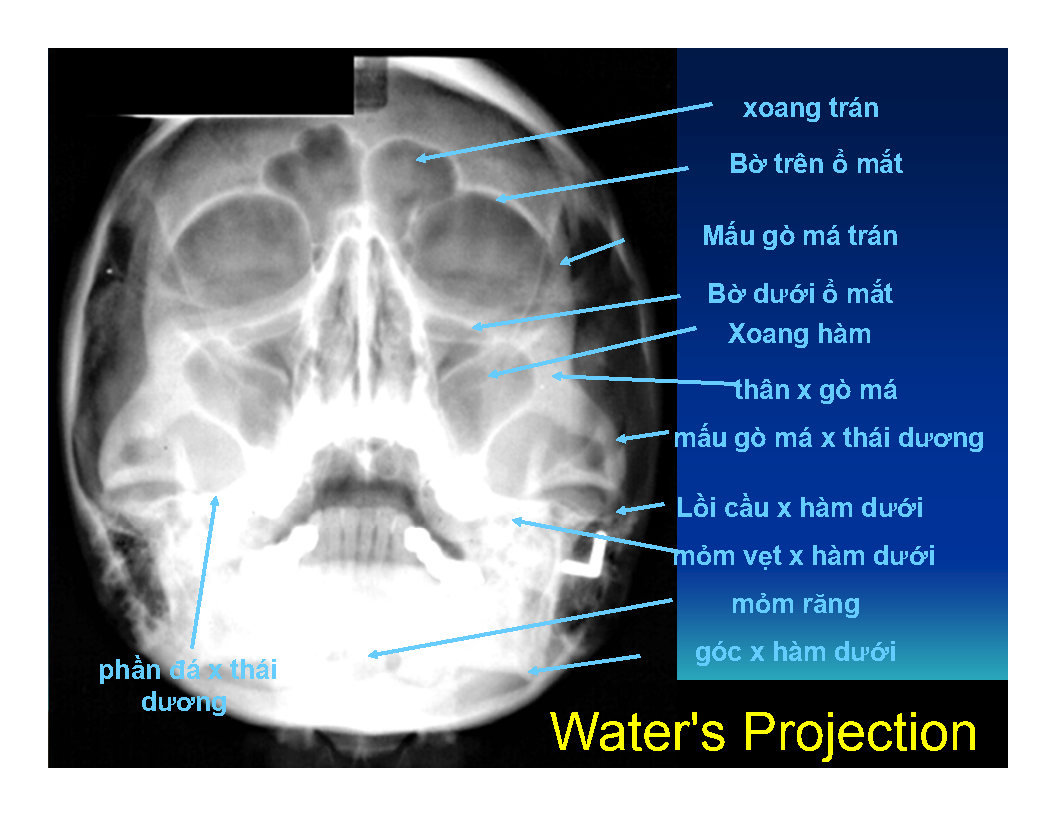 xoang trán
Bờ trên ổ mắt
Mấu gò má trán
Bờ dưới ổ mắt
Xoang hàm
thân x gò má
mấu gò má x thái dương
Lồi cầu x hàm dưới
mỏm vẹt x hàm dưới
mỏm răng
góc x hàm dưới
phần đá x thái
dương
Water's Projection